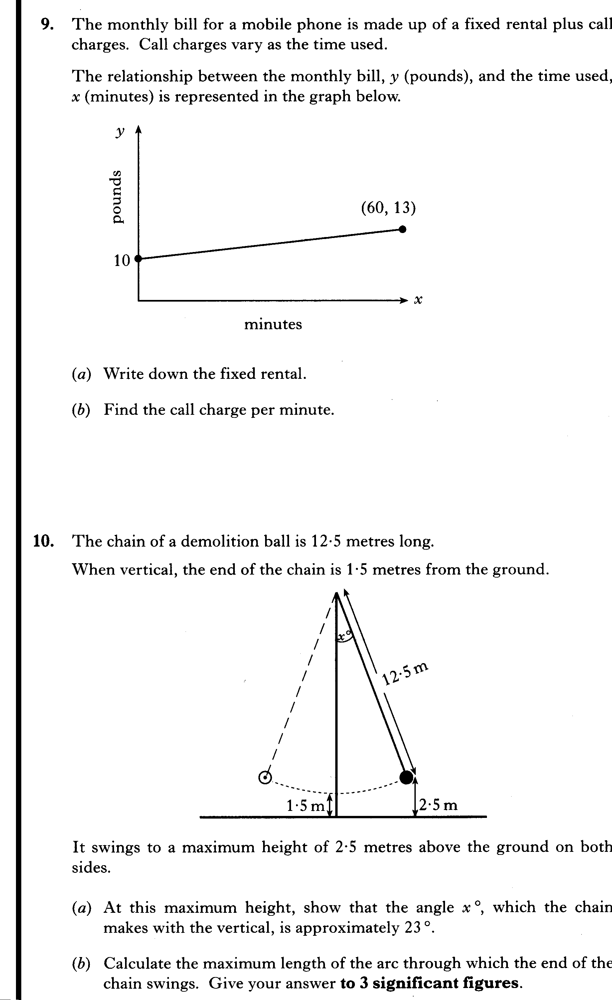 9. The monthly bill for a mobile phone is made up of a fixed rental plus call
charges. Call charges vary as the time used.
The relationship between the monthly bill, y (pounds), and the time used,
x (minutes) is represented in the graph below.
y
pounds
(60, 13)
10
x
minutes
(a) Write down the fixed rental.
(b) Find the call charge per minute.
10. The chain of a demolition ball is 12·5 metres long.
When vertical, the end of the chain is 1·5 metres from the ground.
x°
12·5 m
1·5 m
2·5 m
It swings to a maximum height of 2·5 metres above the ground on both
sides.
(a) At this maximum height, show that the angle x°, which the chain
makes with the vertical, is approximately 23°.
(b) Calculate the maximum length of the arc through which the end of the
chain swings. Give your answer to 3 significant figures.